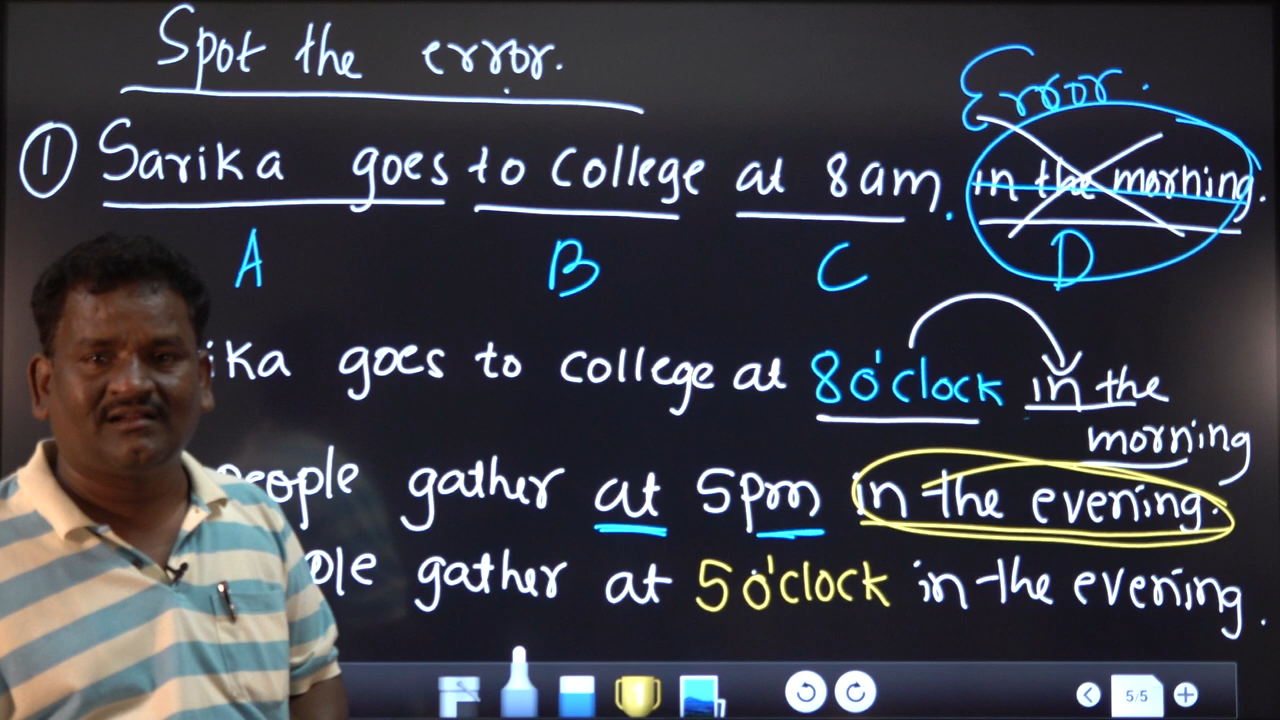 Spot the error.
Error.
① Sarika goes to college at 8am. in the morning.
A B C D
ika goes to college at 8 o'clock in the
morning
people gather at 5pm in the evening.
ple gather at 5 o'clock in the evening.
5/5